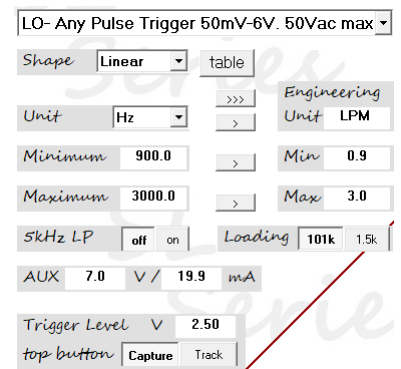 LO- Any Pulse Trigger 50mV-6V. 50Vac max
Shape Linear table
>>> Engineering
Unit Hz > Unit LPM
Minimum 900.0 > Min 0.9
Maximum 3000.0 > Max 3.0
5kHz LP off on Loading 101k 1.5k
AUX 7.0 V / 19.9 mA
Trigger Level V 2.50
top button Capture Track
Series
Serie